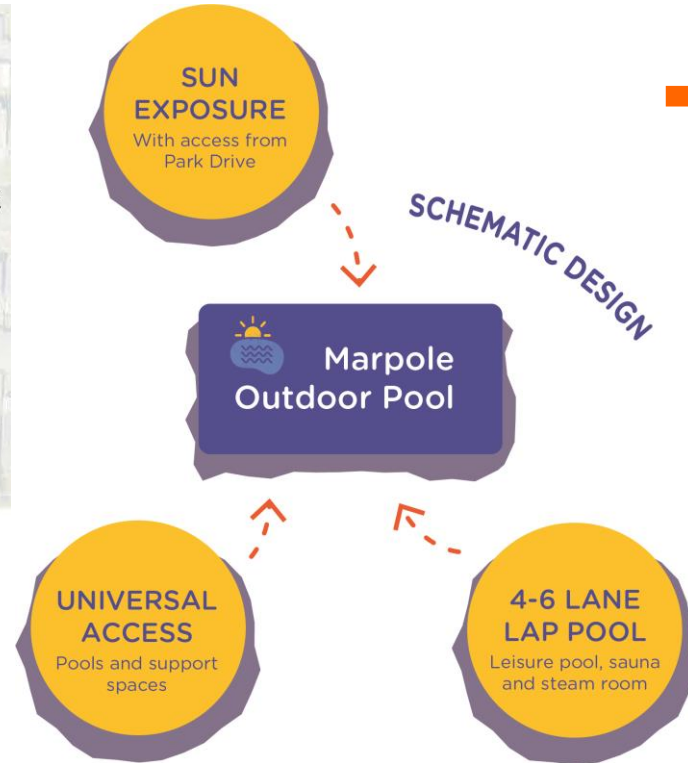 SUN
EXPOSURE
With access from
Park Drive
SCHEMATIC DESIGN
Marpole
Outdoor Pool
UNIVERSAL
ACCESS
Pools and support
spaces
4-6 LANE
LAP POOL
Leisure pool, sauna
and steam room